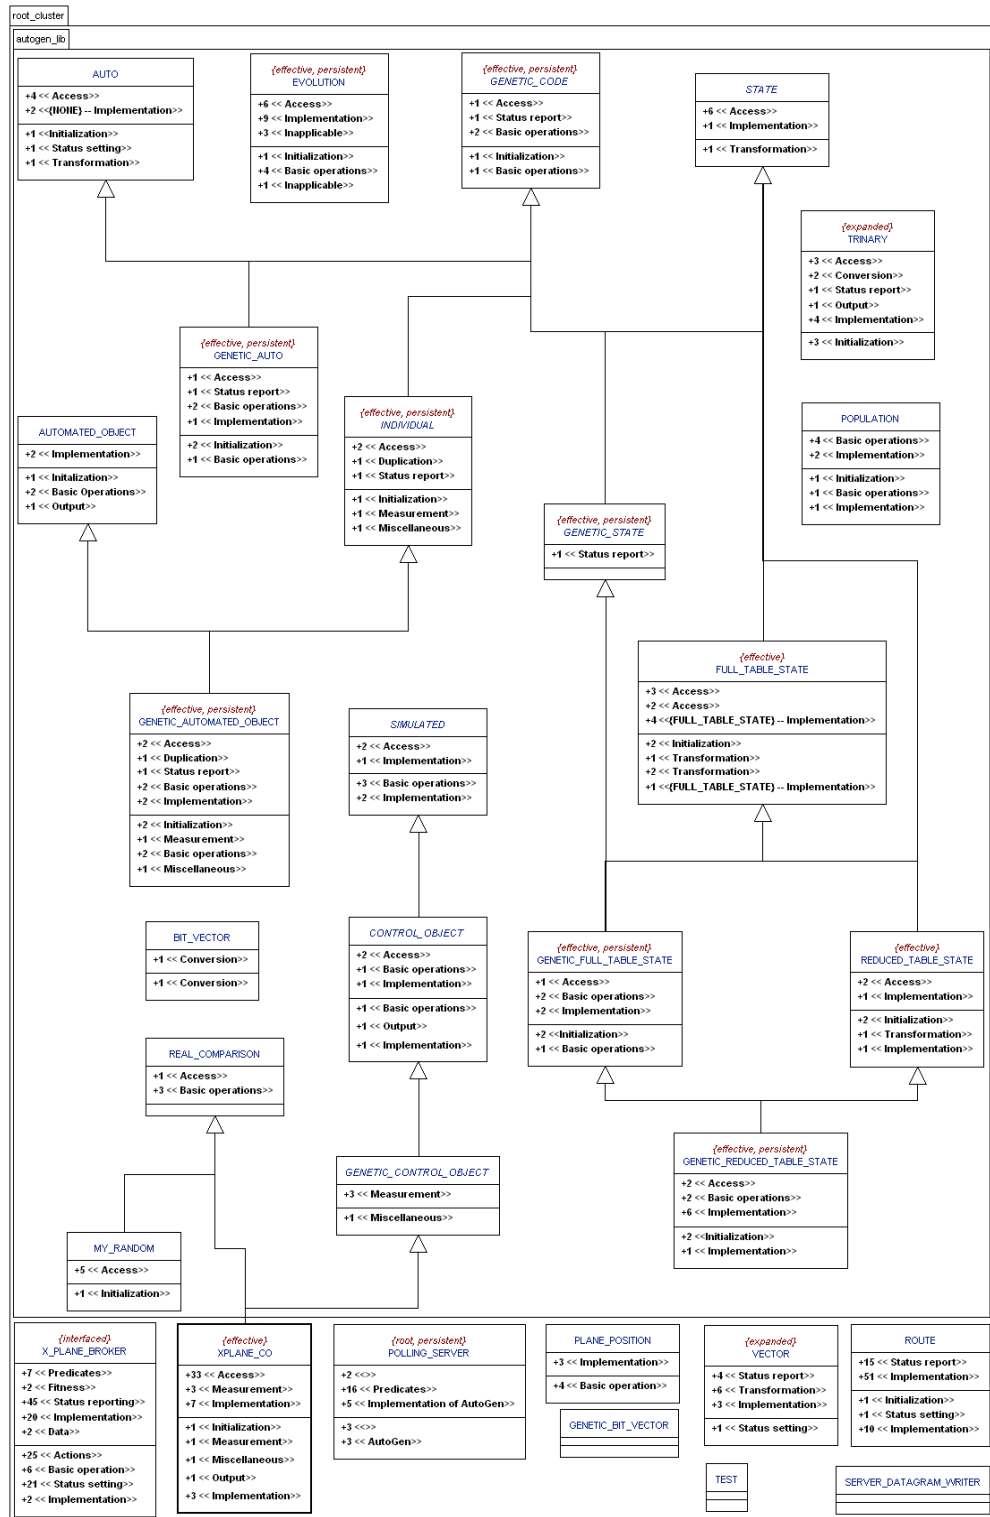 root_cluster
autogen_lib
AUTO
+4 << Access>>
+2 <<{NONE} -- Implementation>>
+1 <<Initialization>>
+1 << Status setting>>
+1 << Transformation>>
{effective, persistent}
EVOLUTION
+6 << Access>>
+9 << Implementation>>
+3 << Inapplicable>>
+1 << Initialization>>
+4 << Basic operations>>
+1 << Inapplicable>>
{effective, persistent}
GENETIC_CODE
+1 << Access>>
+1 << Status report>>
+2 << Basic operations>>
+1 << Initialization>>
+1 << Basic operations>>
STATE
+6 << Access>>
+1 << Implementation>>
+1 << Transformation>>
{expanded}
TRINARY
+3 << Access>>
+2 << Conversion>>
+1 << Status report>>
+1 << Output>>
+4 << Implementation>>
+3 << Initialization>>
{effective, persistent}
GENETIC_AUTO
+1 << Access>>
+1 << Status report>>
+2 << Basic operations>>
+1 << Implementation>>
+2 << Initialization>>
+1 << Basic operations>>
{effective, persistent}
INDIVIDUAL
+2 << Access>>
+1 << Duplication>>
+1 << Status report>>
+1 << Initialization>>
+1 << Measurement>>
+1 << Miscellaneous>>
AUTOMATED_OBJECT
+2 << Implementation>>
+1 << Initalization>>
+2 << Basic Operations>>
+1 << Output>>
POPULATION
+4 << Basic operations>>
+2 << Implementation>>
+1 << Initialization>>
+1 << Basic operations>>
+1 << Implementation>>
{effective, persistent}
GENETIC_STATE
+1 << Status report>>
{effective}
FULL_TABLE_STATE
+3 << Access>>
+2 << Access>>
+4 <<{FULL_TABLE_STATE} -- Implementation>>
+2 << Initialization>>
+1 << Transformation>>
+2 << Transformation>>
+1 <<{FULL_TABLE_STATE} -- Implementation>>
{effective, persistent}
GENETIC_AUTOMATED_OBJECT
+2 << Access>>
+1 << Duplication>>
+1 << Status report>>
+2 << Basic operations>>
+2 << Implementation>>
+2 << Initialization>>
+1 << Measurement>>
+2 << Basic operations>>
+1 << Miscellaneous>>
SIMULATED
+2 << Access>>
+1 << Implementation>>
+3 << Basic operations>>
+2 << Implementation>>
BIT_VECTOR
+1 << Conversion>>
+1 << Conversion>>
CONTROL_OBJECT
+2 << Access>>
+1 << Basic operations>>
+1 << Implementation>>
+1 << Basic operations>>
+1 << Output>>
+1 << Implementation>>
{effective, persistent}
GENETIC_FULL_TABLE_STATE
+1 << Access>>
+2 << Basic operations>>
+2 << Implementation>>
+2 <<Initialization>>
+1 << Basic operations>>
{effective}
REDUCED_TABLE_STATE
+2 << Access>>
+1 << Implementation>>
+2 << Initialization>>
+1 << Transformation>>
+1 << Implementation>>
REAL_COMPARISON
+1 << Access>>
+3 << Basic operations>>
GENETIC_CONTROL_OBJECT
+3 << Measurement>>
+1 << Miscellaneous>>
{effective, persistent}
GENETIC_REDUCED_TABLE_STATE
+2 << Access>>
+2 << Basic operations>>
+6 << Implementation>>
+2 <<Initialization>>
+1 << Implementation>>
MY_RANDOM
+5 << Access>>
+1 << Initialization>>
{interfaced}
X_PLANE_BROKER
+7 << Predicates>>
+2 << Fitness>>
+45 << Status reporting>>
+20 << Implementation>>
+2 << Data>>
+25 << Actions>>
+6 << Basic operation>>
+21 << Status setting>>
+2 << Implementation>>
{effective}
XPLANE_CO
+33 << Access>>
+3 << Measurement>>
+7 << Implementation>>
+1 << Initialization>>
+1 << Measurement>>
+1 << Miscellaneous>>
+1 << Output>>
+3 << Implementation>>
{root, persistent}
POLLING_SERVER
+2 <<>>
+16 << Predicates>>
+5 << Implementation of AutoGen>>
+3 <<>>
+3 << AutoGen>>
PLANE_POSITION
+3 << Implementation>>
+4 << Basic operation>>
GENETIC_BIT_VECTOR
{expanded}
VECTOR
+4 << Status report>>
+6 << Transformation>>
+3 << Implementation>>
+1 << Status setting>>
TEST
ROUTE
+15 << Status report>>
+51 << Implementation>>
+1 << Initialization>>
+1 << Status setting>>
+10 << Implementation>>
SERVER_DATAGRAM_WRITER